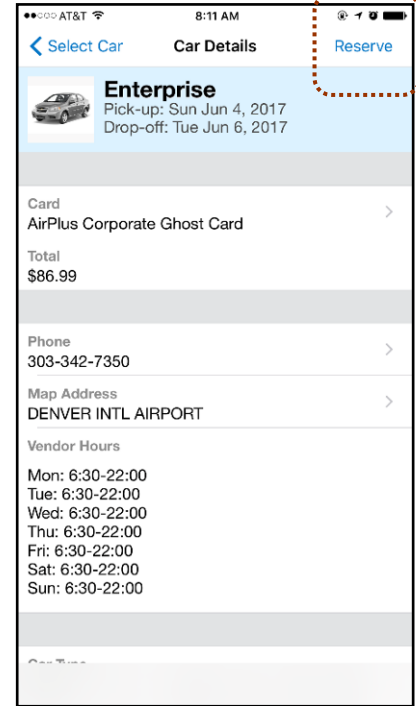 AT&T 8:11 AM
Select Car Car Details Reserve
Enterprise
Pick-up: Sun Jun 4, 2017
Drop-off: Tue Jun 6, 2017
Card
AirPlus Corporate Ghost Card
Total
$86.99
Phone
303-342-7350
Map Address
DENVER INTL AIRPORT
Vendor Hours
Mon: 6:30-22:00
Tue: 6:30-22:00
Wed: 6:30-22:00
Thu: 6:30-22:00
Fri: 6:30-22:00
Sat: 6:30-22:00
Sun: 6:30-22:00